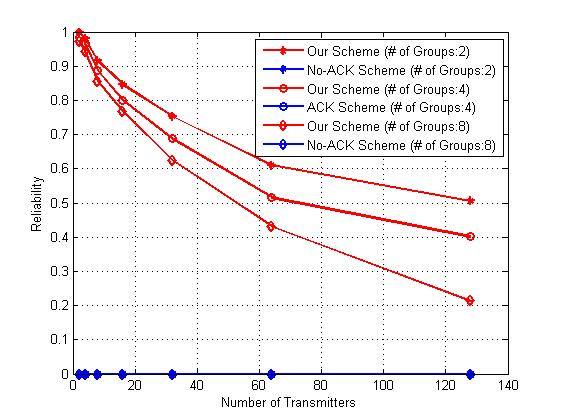 1
0.9
0.8
0.7
0.6
0.5
0.4
0.3
0.2
0.1
0
Reliability
Our Scheme (# of Groups:2)
No-ACK Scheme (# of Groups:2)
Our Scheme (# of Groups:4)
ACK Scheme (# of Groups:4)
Our Scheme (# of Groups:8)
No-ACK Scheme (# of Groups:8)
0 20 40 60 80 100 120 140
Number of Transmitters